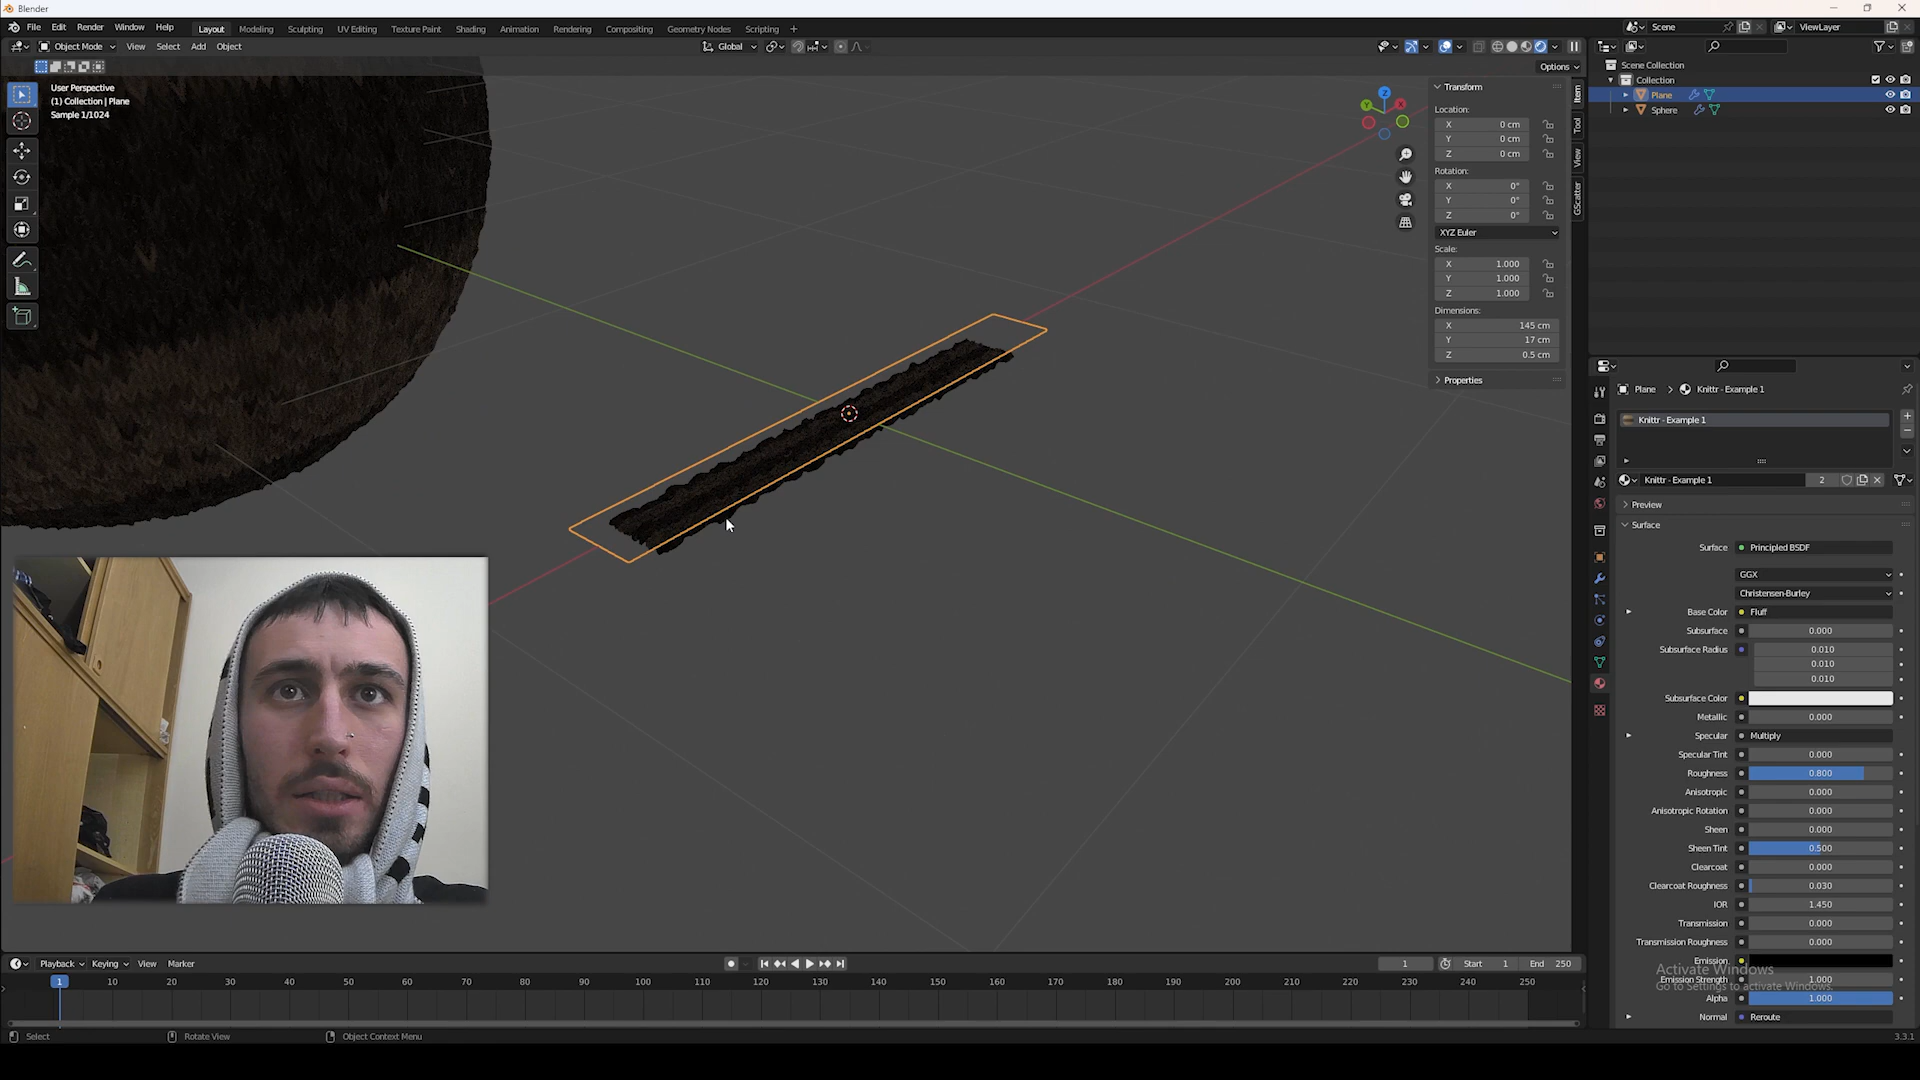 Blender
File Edit Render Window Help
Layout Modeling Sculpting UV Editing Texture Paint Shading Animation Rendering Compositing Geometry Nodes Scripting +
Scene ViewLayer
Object Mode View Select Add Object
Global
Options
User Perspective
(1) Collection | Plane
Sample 1/1024
Z
Y
X
Transform
Location:
X 0 cm
Y 0 cm
Z 0 cm
Rotation:
X 0°
Y 0°
Z 0°
XYZ Euler
Scale:
X 1.000
Y 1.000
Z 1.000
Dimensions:
X 145 cm
Y 17 cm
Z 0.5 cm
Properties
Item
Tool
View
GScatter
Scene Collection
Collection
Plane
Sphere
Plane > Knittr - Example 1
Knittr - Example 1
Knittr - Example 1 2
Preview
Surface
Surface Principled BSDF
GGX
Christensen-Burley
Base Color Fluff
Subsurface 0.000
Subsurface Radius 0.010
0.010
0.010
Subsurface Color
Metallic 0.000
Specular Multiply
Specular Tint 0.000
Roughness 0.800
Anisotropic 0.000
Anisotropic Rotation 0.000
Sheen 0.000
Sheen Tint 0.500
Clearcoat 0.000
Clearcoat Roughness 0.030
IOR 1.450
Transmission 0.000
Transmission Roughness 0.000
Emission
Activate Windows
Emission Strength 1.000
Go to Settings to activate Windows.
Alpha 1.000
Normal Reroute
Playback Keying View Marker
1 Start 1 End 250
1 10 20 30 40 50 60 70 80 90 100 110 120 130 140 150 160 170 180 190 200 210 220 230 240 250
Select Rotate View Object Context Menu
3.3.1